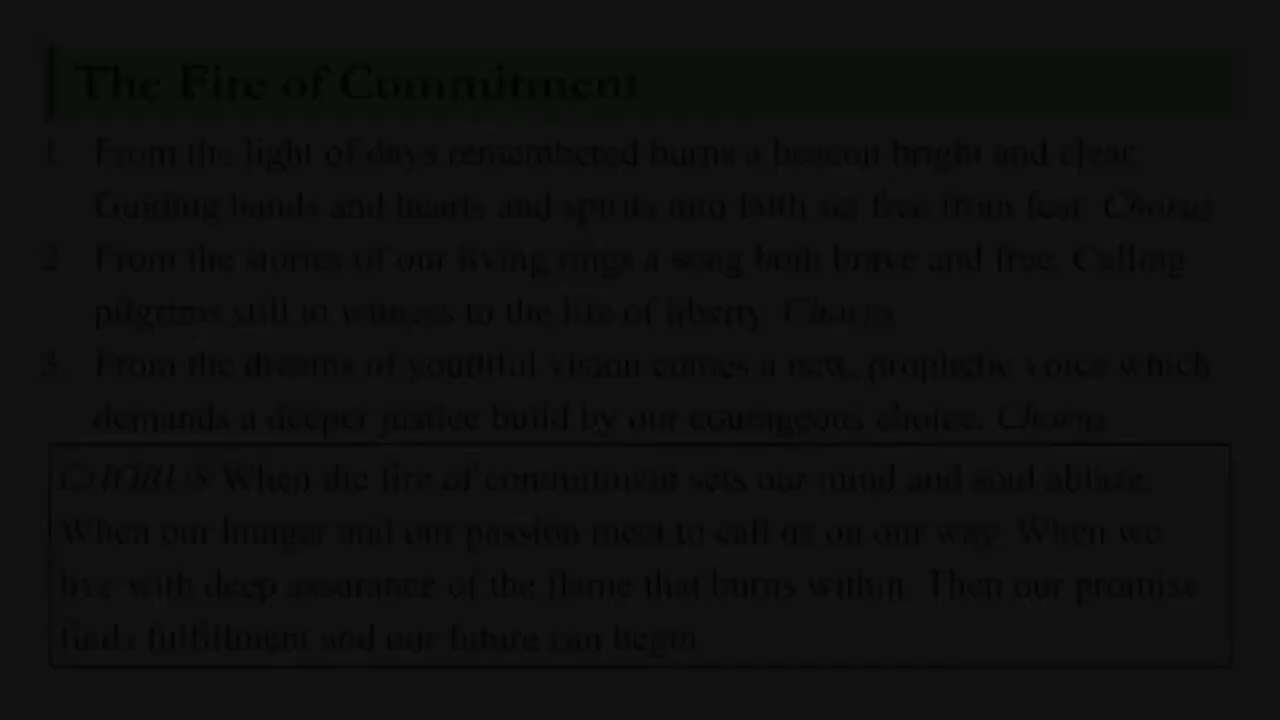 The Fire of Commitment
1. From the light of days remembered burns a beacon bright and clear.
Guiding hands and hearts and spirits into faith set free from fear. Chorus
2. From the stories of our living rings a song both brave and free. Calling
pilgrims still to witness to the life of liberty. Chorus
3. From the dreams of youthful vision comes a new, prophetic voice which
demands a deeper justice build by our courageous choice. Chorus
CHORUS When the fire of commitment sets our mind and soul ablaze.
When our hunger and our passion meet to call us on our way. When we
live with deep assurance of the flame that burns within. Then our promise
finds fulfillment and our future can begin.